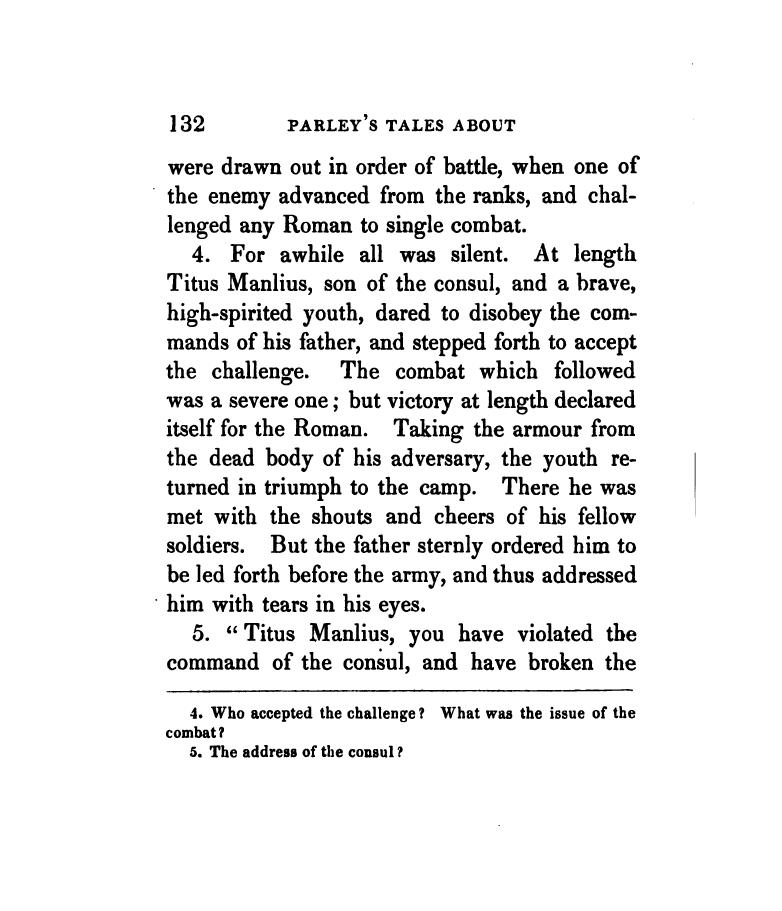 132 PARLEY'S TALES ABOUT
were drawn out in order of battle, when one of
the enemy advanced from the ranks, and chal-
lenged any Roman to single combat.
4. For awhile all was silent. At length
Titus Manlius, son of the consul, and a brave,
high-spirited youth, dared to disobey the com-
mands of his father, and stepped forth to accept
the challenge. The combat which followed
was a severe one; but victory at length declared
itself for the Roman. Taking the armour from
the dead body of his adversary, the youth re-
turned in triumph to the camp. There he was
met with the shouts and cheers of his fellow
soldiers. But the father sternly ordered him to
be led forth before the army, and thus addressed
him with tears in his eyes.
5. “Titus Manlius, you have violated the
command of the consul, and have broken the
4. Who accepted the challenge? What was the issue of the
combat?
5. The address of the consul?